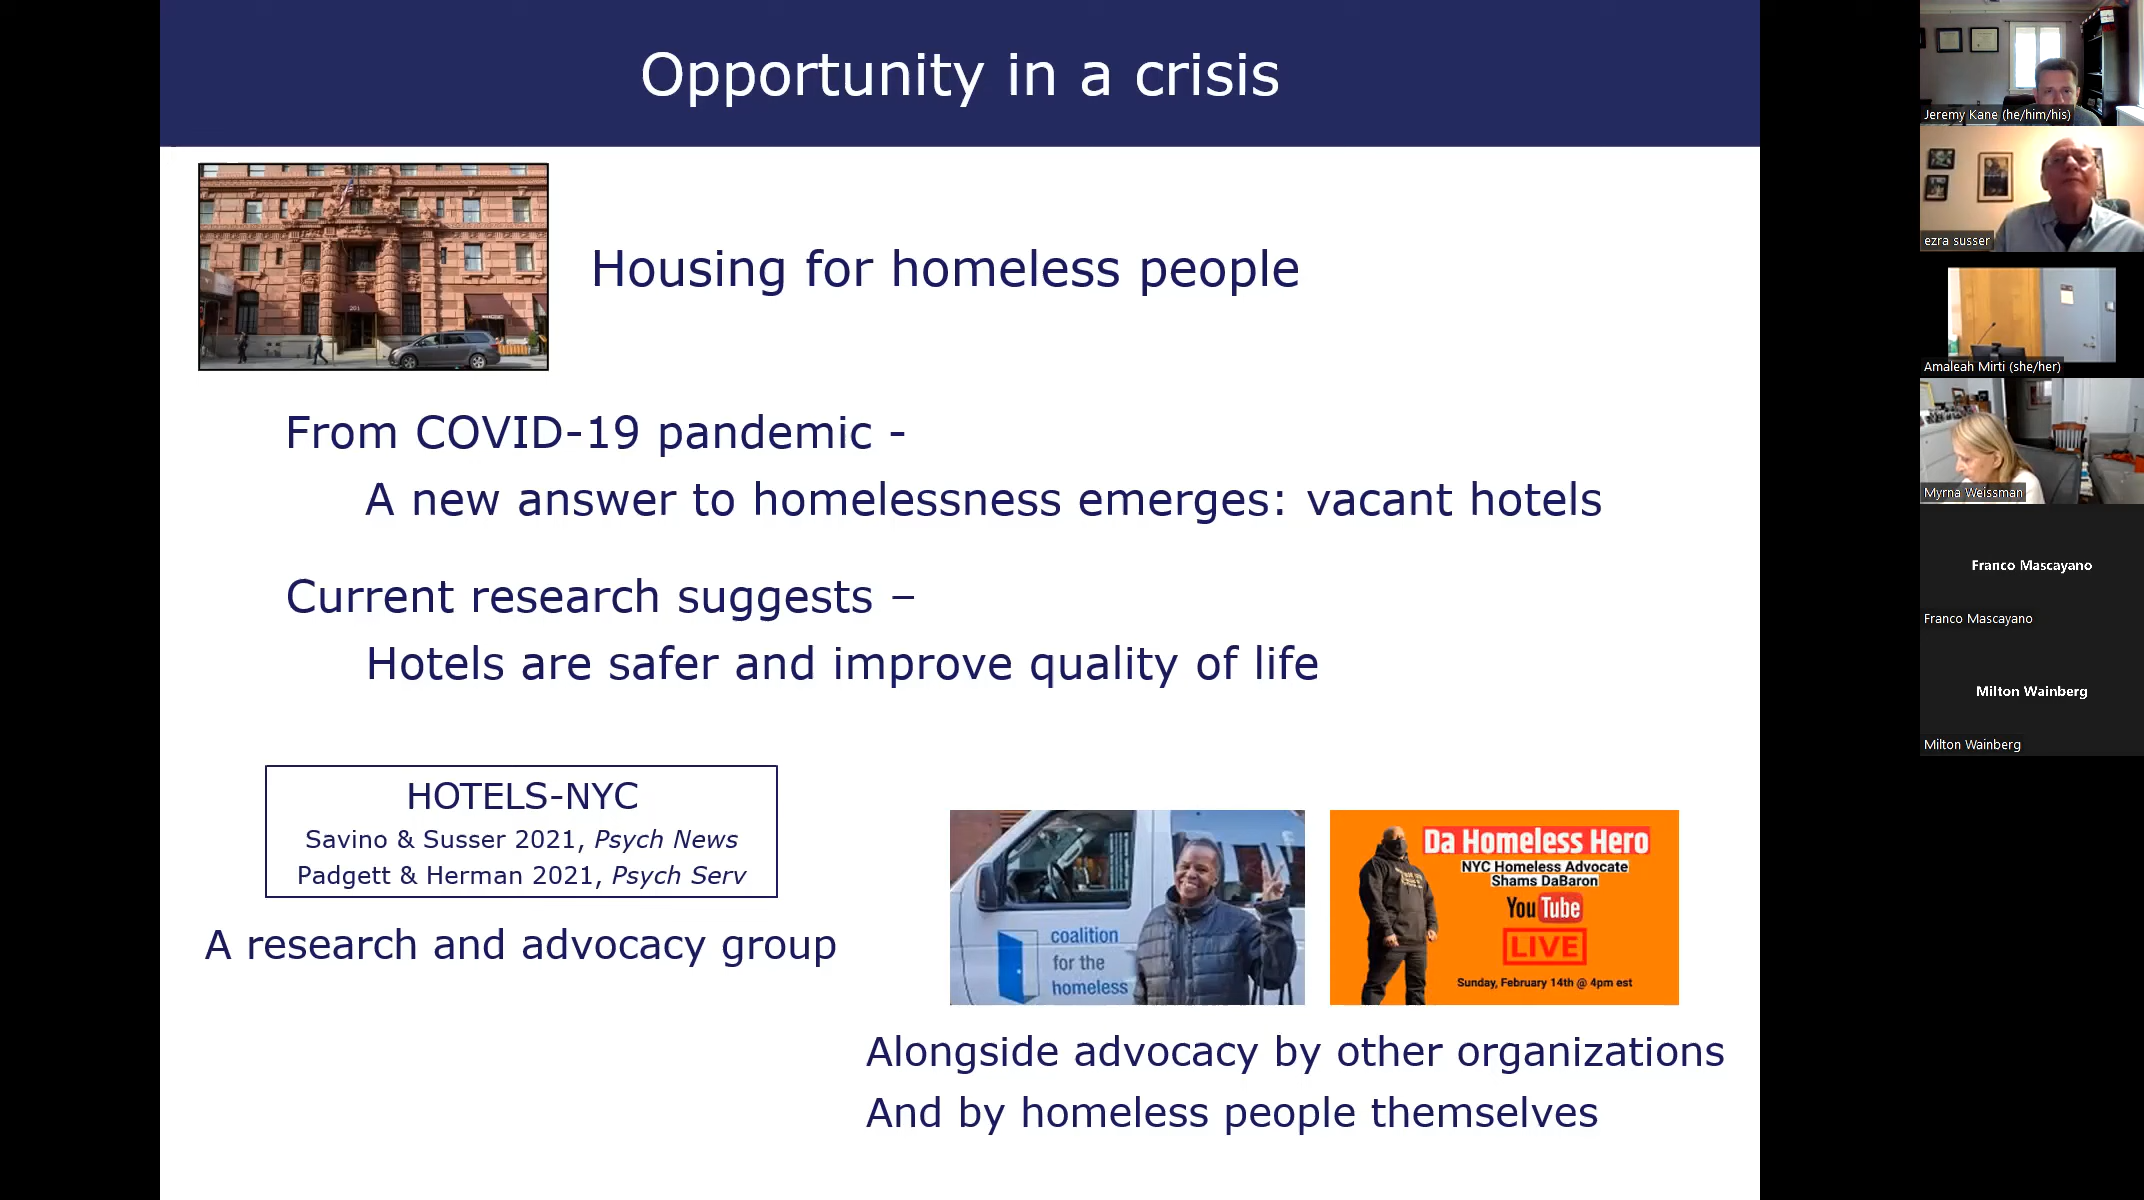 Opportunity in a crisis
Housing for homeless people
From COVID-19 pandemic -
A new answer to homelessness emerges: vacant hotels
Current research suggests –
Hotels are safer and improve quality of life
HOTELS-NYC
Savino & Susser 2021, Psych News
Padgett & Herman 2021, Psych Serv
A research and advocacy group
coalition
for the
homeless
Da Homeless Hero
NYC Homeless Advocate
Shams DaBaron
YouTube
LIVE
Sunday, February 14th @ 4pm est
Alongside advocacy by other organizations
And by homeless people themselves
Jeremy Kane (he/him/his)
ezra susser
Amaleah Mirti (she/her)
Myrna Weissman
Franco Mascayano
Franco Mascayano
Milton Wainberg
Milton Wainberg